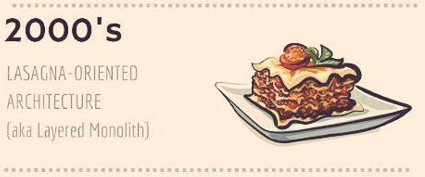 2000's
LASAGNA-ORIENTED
ARCHITECTURE
(aka Layered Monolith)